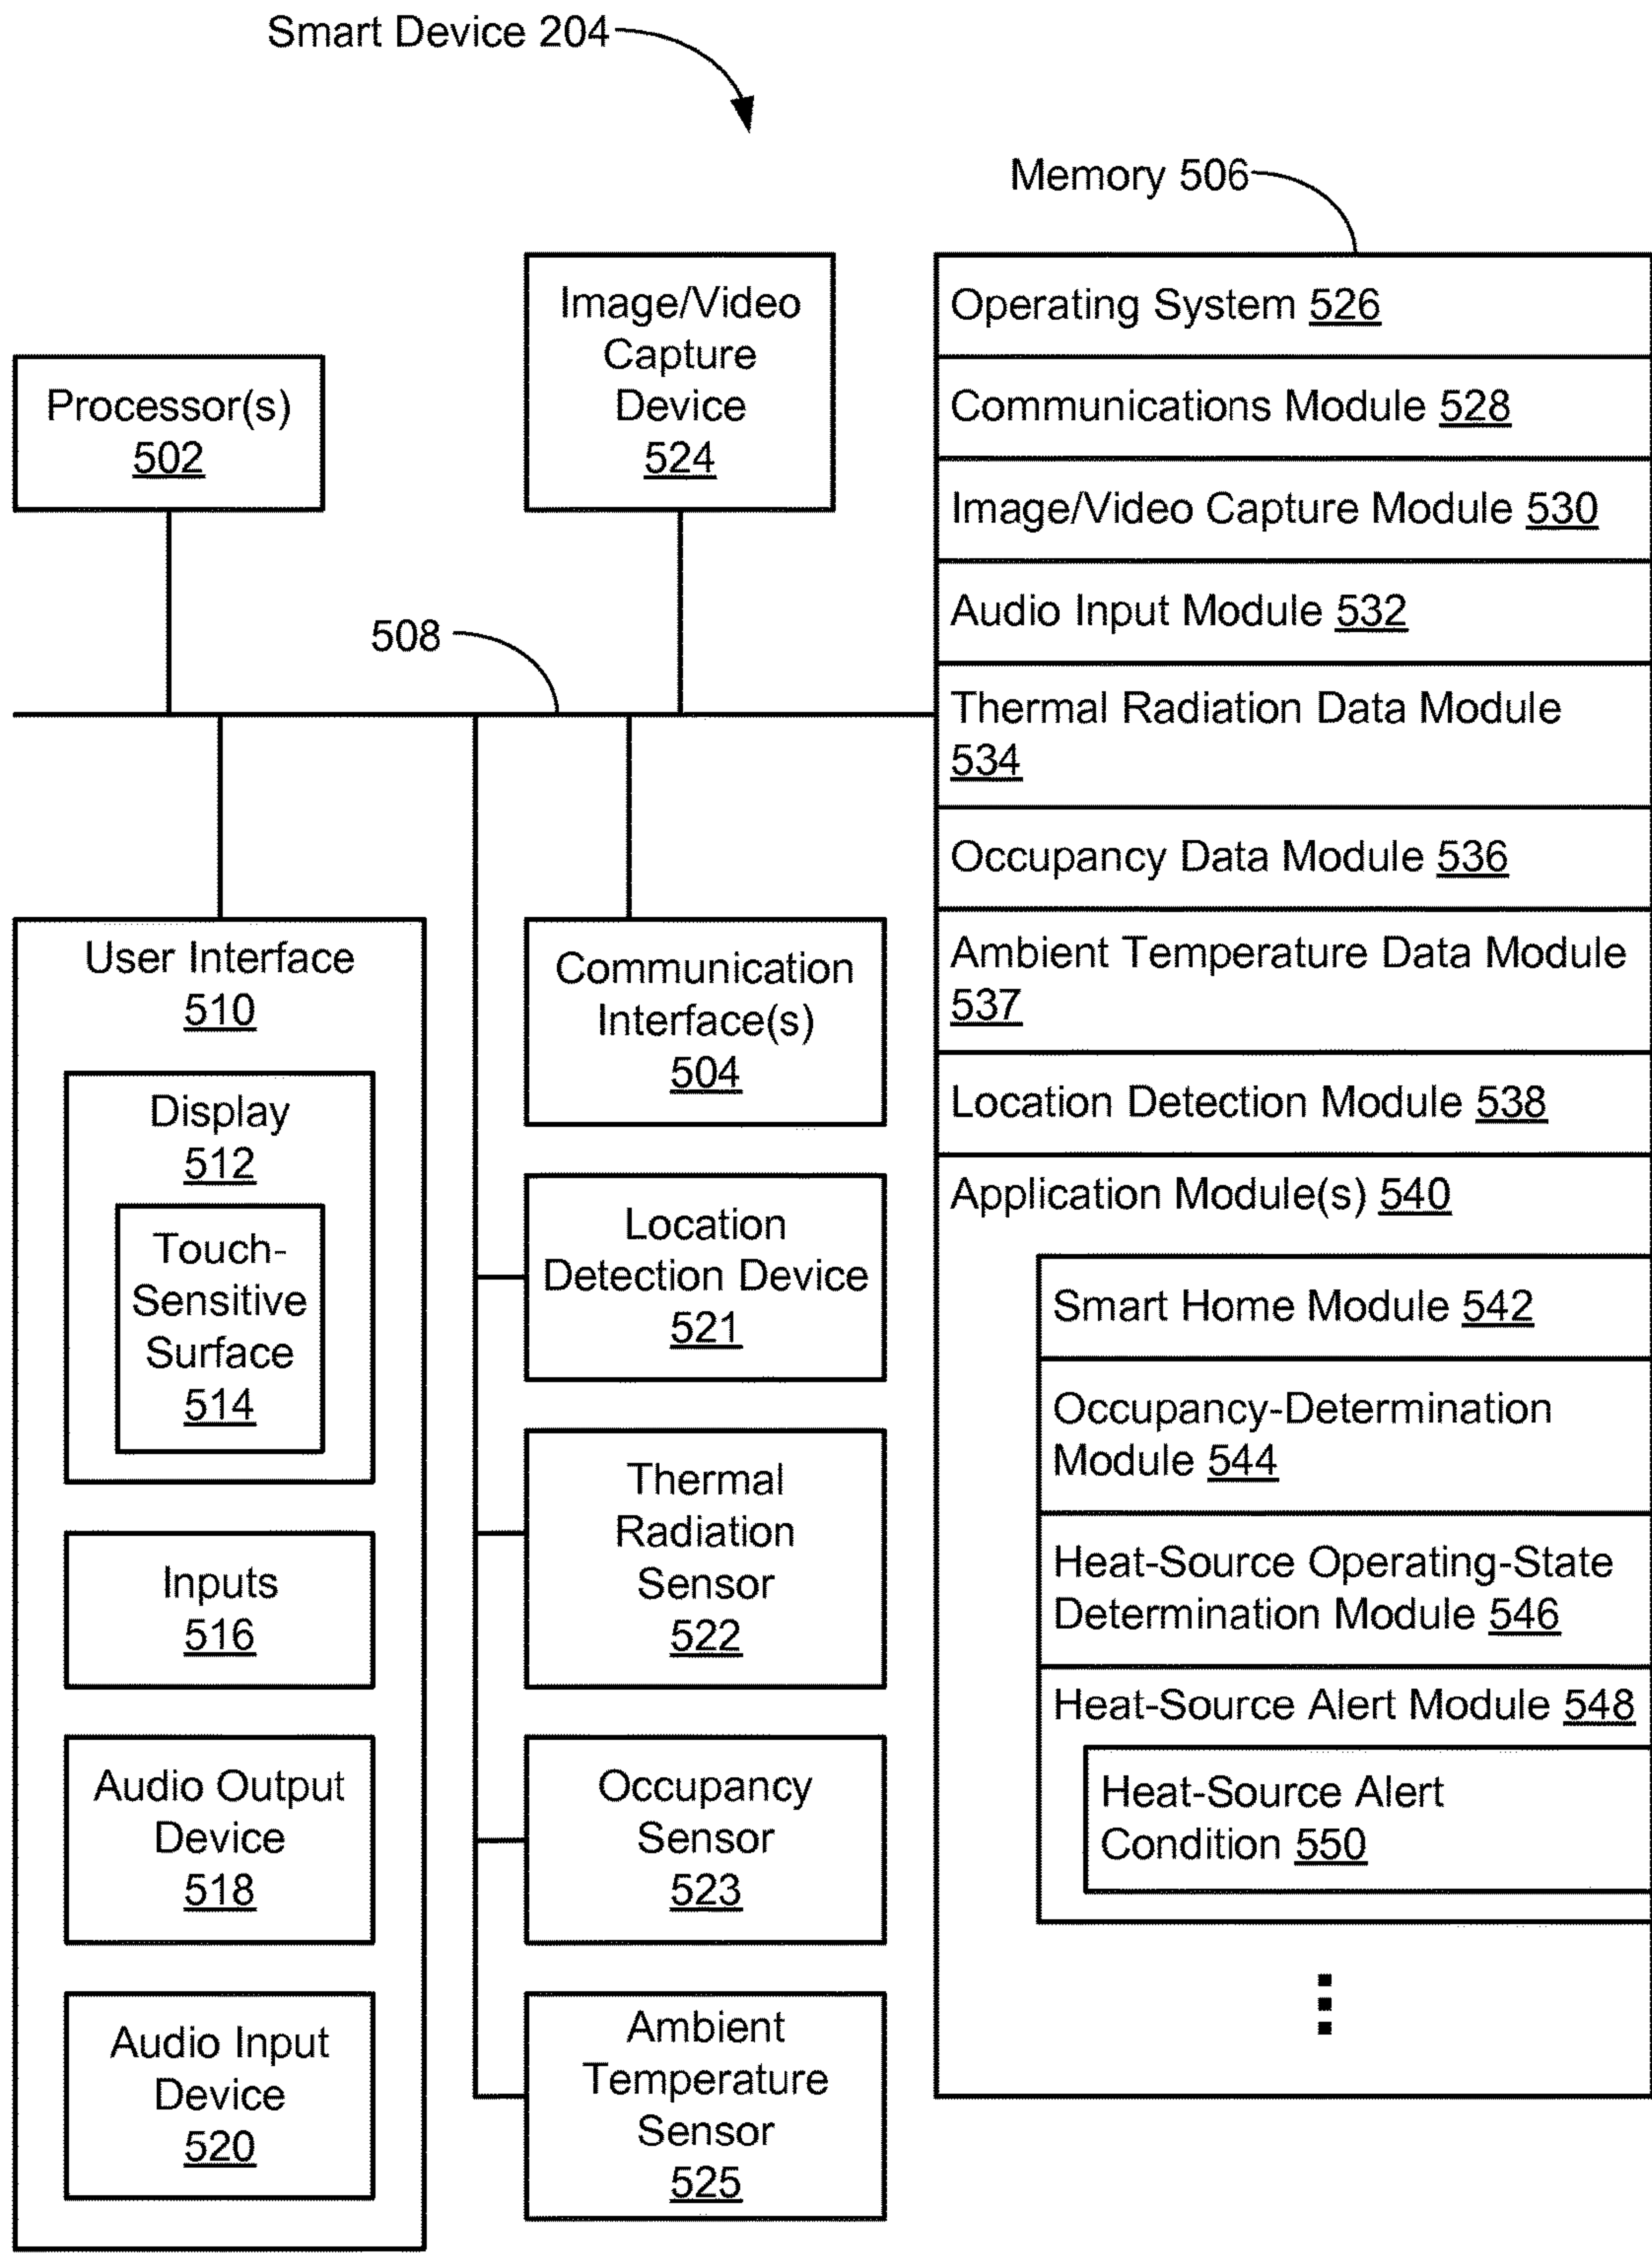 Smart Device 204
Memory 506
Processor(s)
502
Image/Video
Capture
Device
524
508
User Interface
510
Display
512
Touch-
Sensitive
Surface
514
Inputs
516
Audio Output
Device
518
Audio Input
Device
520
Communication
Interface(s)
504
Location
Detection Device
521
Thermal
Radiation
Sensor
522
Occupancy
Sensor
523
Ambient
Temperature
Sensor
525
Operating System 526
Communications Module 528
Image/Video Capture Module 530
Audio Input Module 532
Thermal Radiation Data Module
534
Occupancy Data Module 536
Ambient Temperature Data Module
537
Location Detection Module 538
Application Module(s) 540
Smart Home Module 542
Occupancy-Determination
Module 544
Heat-Source Operating-State
Determination Module 546
Heat-Source Alert Module 548
Heat-Source Alert
Condition 550